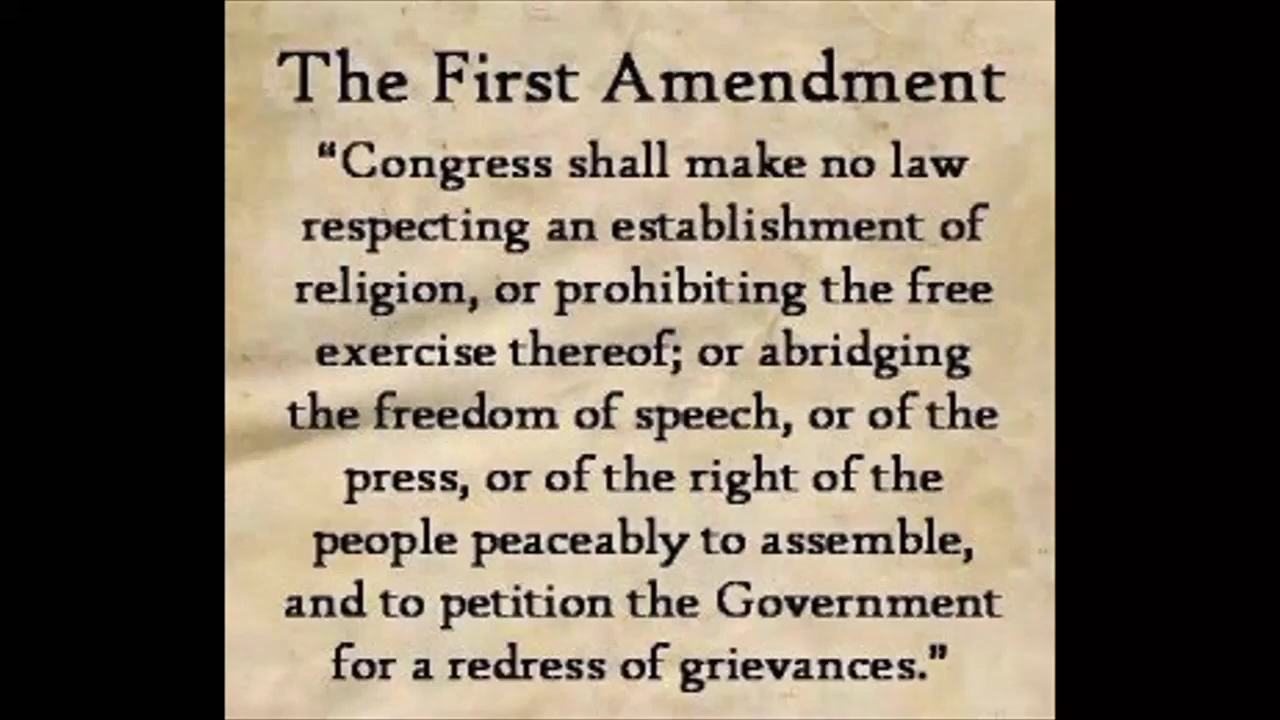 The First Amendment
“Congress shall make no law
respecting an establishment of
religion, or prohibiting the free
exercise thereof; or abridging
the freedom of speech, or of the
press, or of the right of the
people peaceably to assemble,
and to petition the Government
for a redress of grievances.”